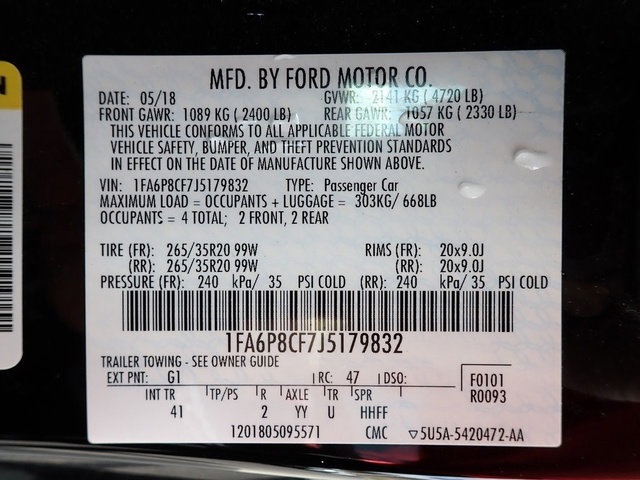 MFD. BY FORD MOTOR CO.
DATE: 05/18 GVWR: 2141 KG ( 4720 LB)
FRONT GAWR: 1089 KG ( 2400 LB) REAR GAWR: 1057 KG ( 2330 LB)
THIS VEHICLE CONFORMS TO ALL APPLICABLE FEDERAL MOTOR
VEHICLE SAFETY, BUMPER, AND THEFT PREVENTION STANDARDS
IN EFFECT ON THE DATE OF MANUFACTURE SHOWN ABOVE.
VIN: 1FA6P8CF7J5179832 TYPE: Passenger Car
MAXIMUM LOAD = OCCUPANTS + LUGGAGE = 303KG/ 668LB
OCCUPANTS = 4 TOTAL; 2 FRONT, 2 REAR
TIRE (FR): 265/35R20 99W RIMS (FR): 20x9.0J
(RR): 265/35R20 99W (RR): 20x9.0J
PRESSURE (FR): 240 kPa/ 35 PSI COLD (RR): 240 kPa/ 35 PSI COLD
1FA6P8CF7J5179832
TRAILER TOWING - SEE OWNER GUIDE
EXT PNT: G1 RC: 47 DSO: F0101
INT TR TP/PS R AXLE TR SPR R0093
41 2 YY U HHFF
1201805095571 CMC ▽5U5A-5420472-AA